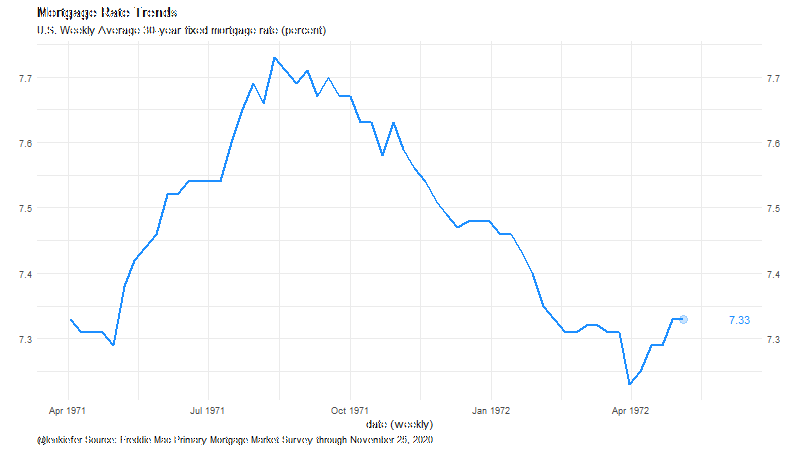 Mortgage Rate Trends
U.S. Weekly Average 30-year fixed mortgage rate (percent)
7.7 7.7
7.6 7.6
7.5 7.5
7.4 7.4
7.33
7.3 7.3
Apr 1971 Jul 1971 Oct 1971 Jan 1972 Apr 1972
date (weekly)
@lenkiefer Source: Freddie Mac Primary Mortgage Market Survey through November 25, 2020